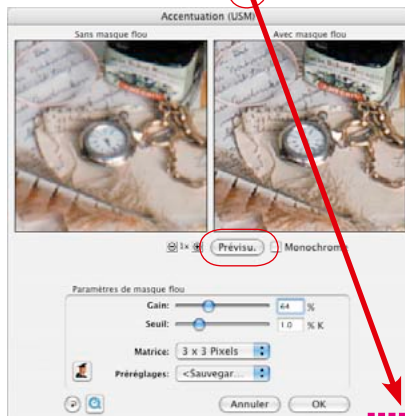 Accentuation (USM)
Sans masque flou Avec masque flou
1x Prévisu. Monochrome
Paramètres de masque flou
Gain: 64 %
Seuil: 1.0 % K
Matrice: 3 x 3 Pixels
Préréglages: <Sauvegar...
Annuler OK